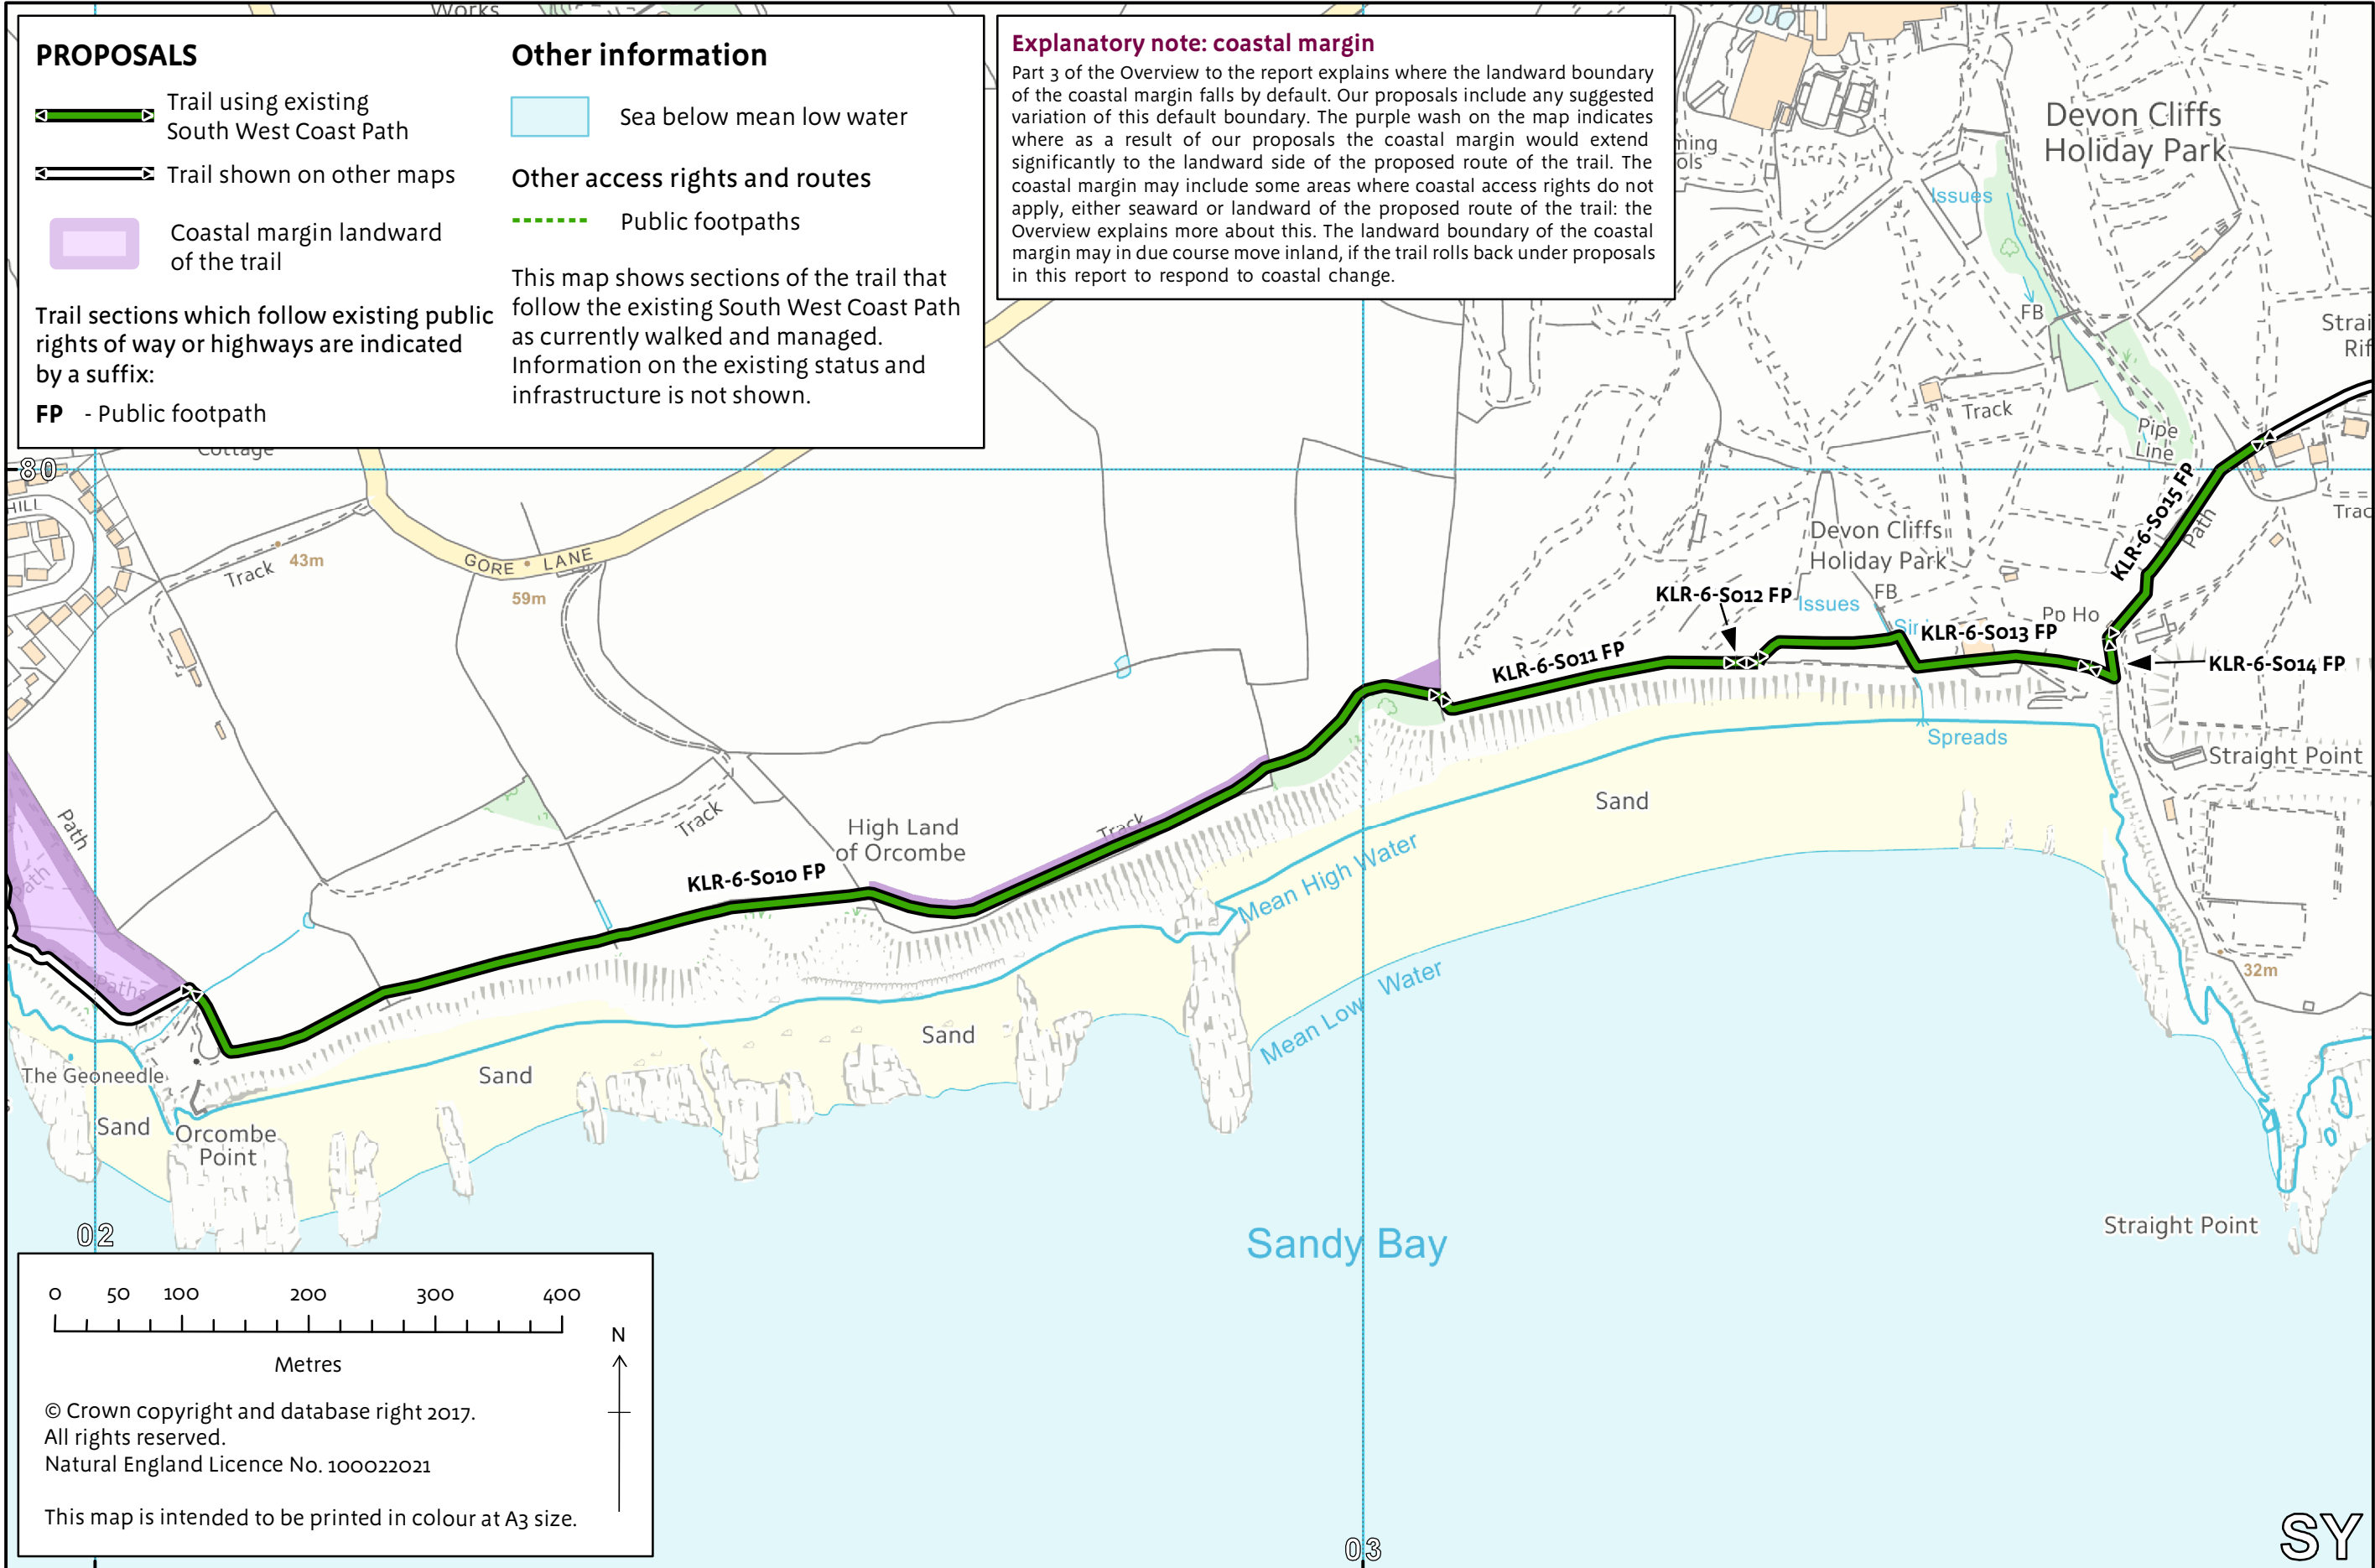 Works
PROPOSALS
Trail using existing
South West Coast Path
Trail shown on other maps
Coastal margin landward
of the trail
Trail sections which follow existing public
rights of way or highways are indicated
by a suffix:
FP - Public footpath
Other information
Sea below mean low water
Other access rights and routes
Public footpaths
This map shows sections of the trail that
follow the existing South West Coast Path
as currently walked and managed.
Information on the existing status and
infrastructure is not shown.
Explanatory note: coastal margin
Part 3 of the Overview to the report explains where the landward boundary
of the coastal margin falls by default. Our proposals include any suggested
variation of this default boundary. The purple wash on the map indicates
where as a result of our proposals the coastal margin would extend
significantly to the landward side of the proposed route of the trail. The
coastal margin may include some areas where coastal access rights do not
apply, either seaward or landward of the proposed route of the trail: the
Overview explains more about this. The landward boundary of the coastal
margin may in due course move inland, if the trail rolls back under proposals
in this report to respond to coastal change.
Devon Cliffs
Holiday Park
Issues
FB
Track
Pipe
Line
Cottage
80
HILL
Track
43m
GORE LANE
59m
Devon Cliffs
Holiday Park
FB
Issues
Pp Ho
KLR-6-S015 FP
Path
KLR-6-S012 FP
KLR-6-S013 FP
KLR-6-S011 FP
KLR-6-S014 FP
Spreads
Straight Point
Sand
Path
Path
Paths
Track
High Land
of Orcombe
Track
KLR-6-S010 FP
Mean High Water
Mean Low Water
32m
Sand
Sand
The Geoneedle
Sand
Orcombe
Point
02
Sandy Bay
Straight Point
0 50 100 200 300 400
Metres
N
© Crown copyright and database right 2017.
All rights reserved.
Natural England Licence No. 100022021
This map is intended to be printed in colour at A3 size.
03
SY